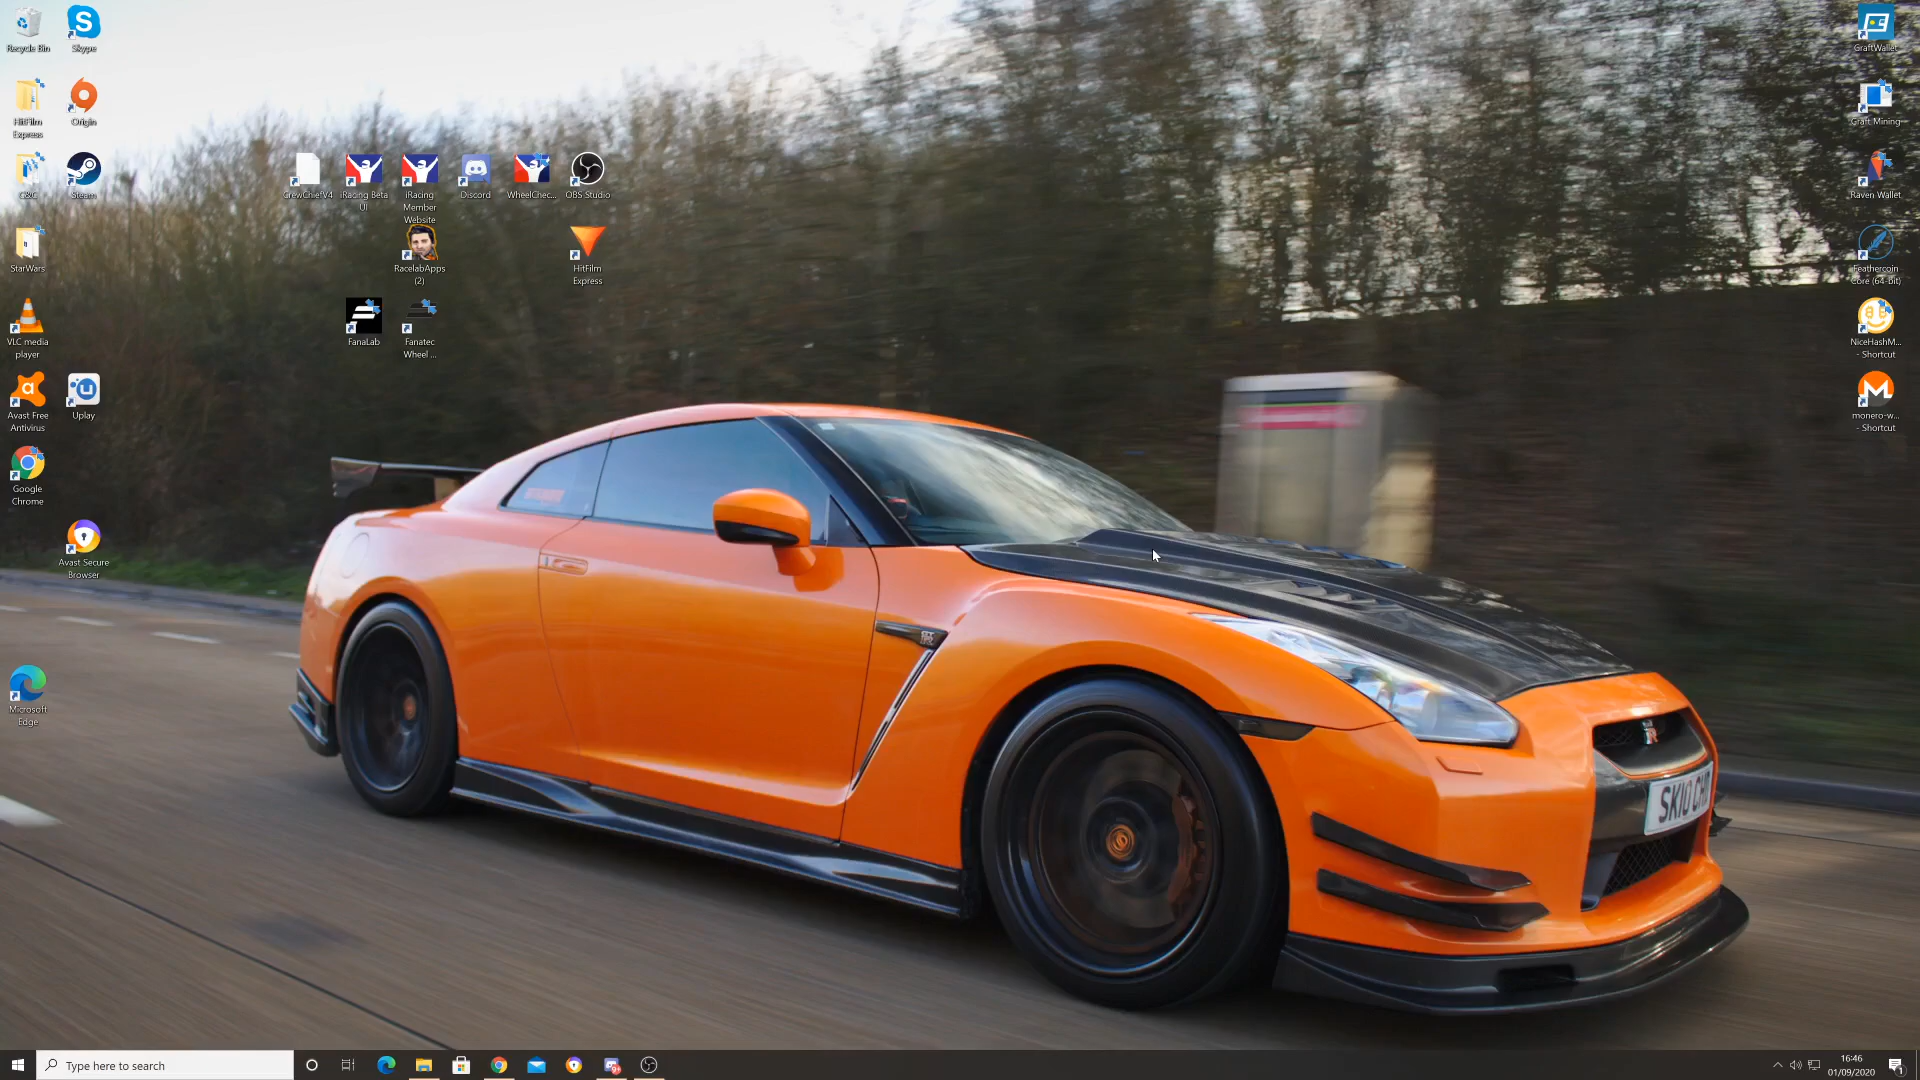 Recycle Bin
Skype
HitFilm
Express
Origin
C&C
Steam
StarWars
VLC media
player
Avast Free
Antivirus
Uplay
Google
Chrome
Avast Secure
Browser
Microsoft
Edge
CrewChiefV4
iRacing Beta
UI
iRacing
Member
Website
Discord
WheelChec...
OBS Studio
RacelabApps
(2)
HitFilm
Express
FanaLab
Fanatec
Wheel ...
GraftWallet
Graft Mining
Raven Wallet
Feathercoin
Core (64-bit)
NiceHashM...
- Shortcut
monero-w...
- Shortcut
SK10 CHR
Type here to search
16:46
01/09/2020